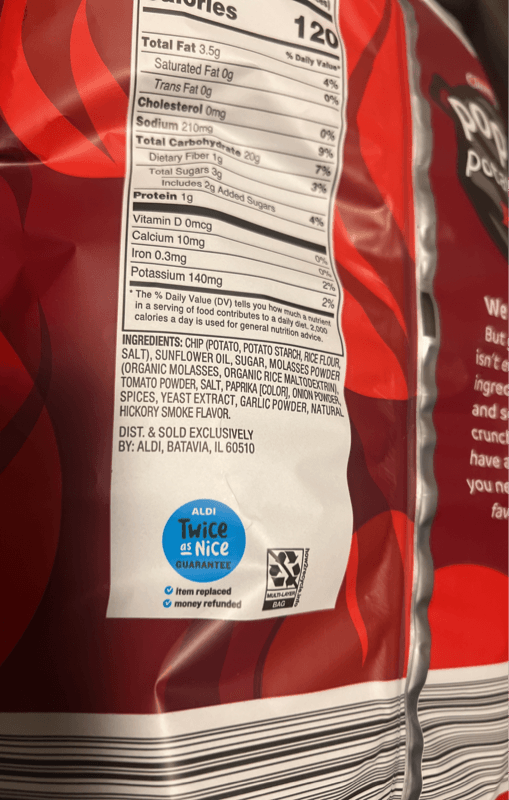 120
% Daily Value*
Total Fat 3.5g 4%
Saturated Fat 0g 0%
Trans Fat 0g
Cholesterol 0mg 0%
Sodium 210mg 9%
Total Carbohydrate 20g 7%
Dietary Fiber 1g 3%
Total Sugars 3g
Includes 2g Added Sugars 4%
Protein 1g
Vitamin D 0mcg 0%
Calcium 10mg 0%
Iron 0.3mg 2%
Potassium 140mg 2%
* The % Daily Value (DV) tells you how much a nutrient
in a serving of food contributes to a daily diet. 2,000
calories a day is used for general nutrition advice.
INGREDIENTS: CHIP (POTATO, POTATO STARCH, RICE FLOUR,
SALT), SUNFLOWER OIL, SUGAR, MOLASSES POWDER
(ORGANIC MOLASSES, ORGANIC RICE MALTODEXTRIN),
TOMATO POWDER, SALT, PAPRIKA [COLOR], ONION POWDER,
SPICES, YEAST EXTRACT, GARLIC POWDER, NATURAL
HICKORY SMOKE FLAVOR.
DIST. & SOLD EXCLUSIVELY
BY: ALDI, BATAVIA, IL 60510
ALDI
Twice
as Nice
GUARANTEE
item replaced
money refunded
MULTI-LAYER
BAG
We
But
isn't
and
have
you